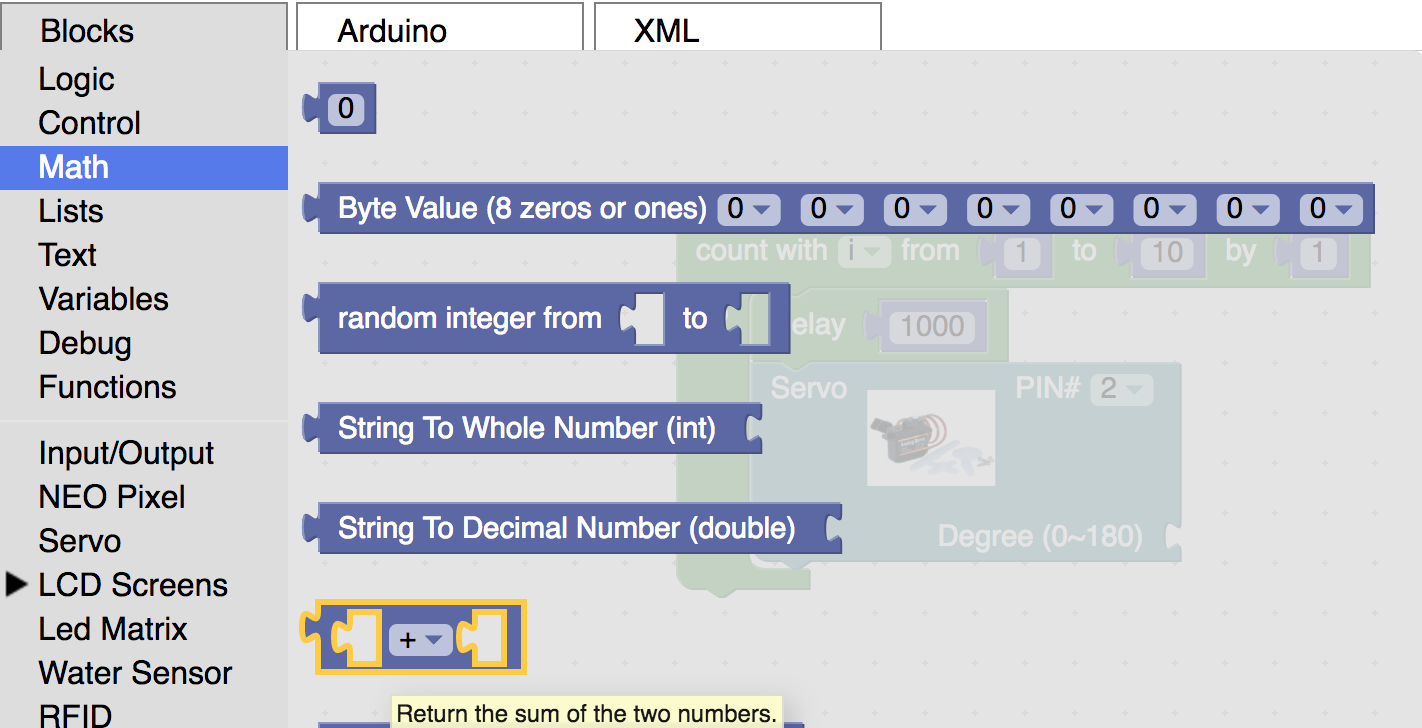 Blocks
Arduino
XML
Logic
Control
Math
Lists
Text
Variables
Debug
Functions
Input/Output
NEO Pixel
Servo
LCD Screens
Led Matrix
Water Sensor
RFID
0
Byte Value (8 zeros or ones) 0 0 0 0 0 0 0 0
count with i from 1 to 10 by 1
random integer from to
elay 1000
Servo PIN# 2
String To Whole Number (int)
String To Decimal Number (double)
Degree (0~180)
+
Return the sum of the two numbers.